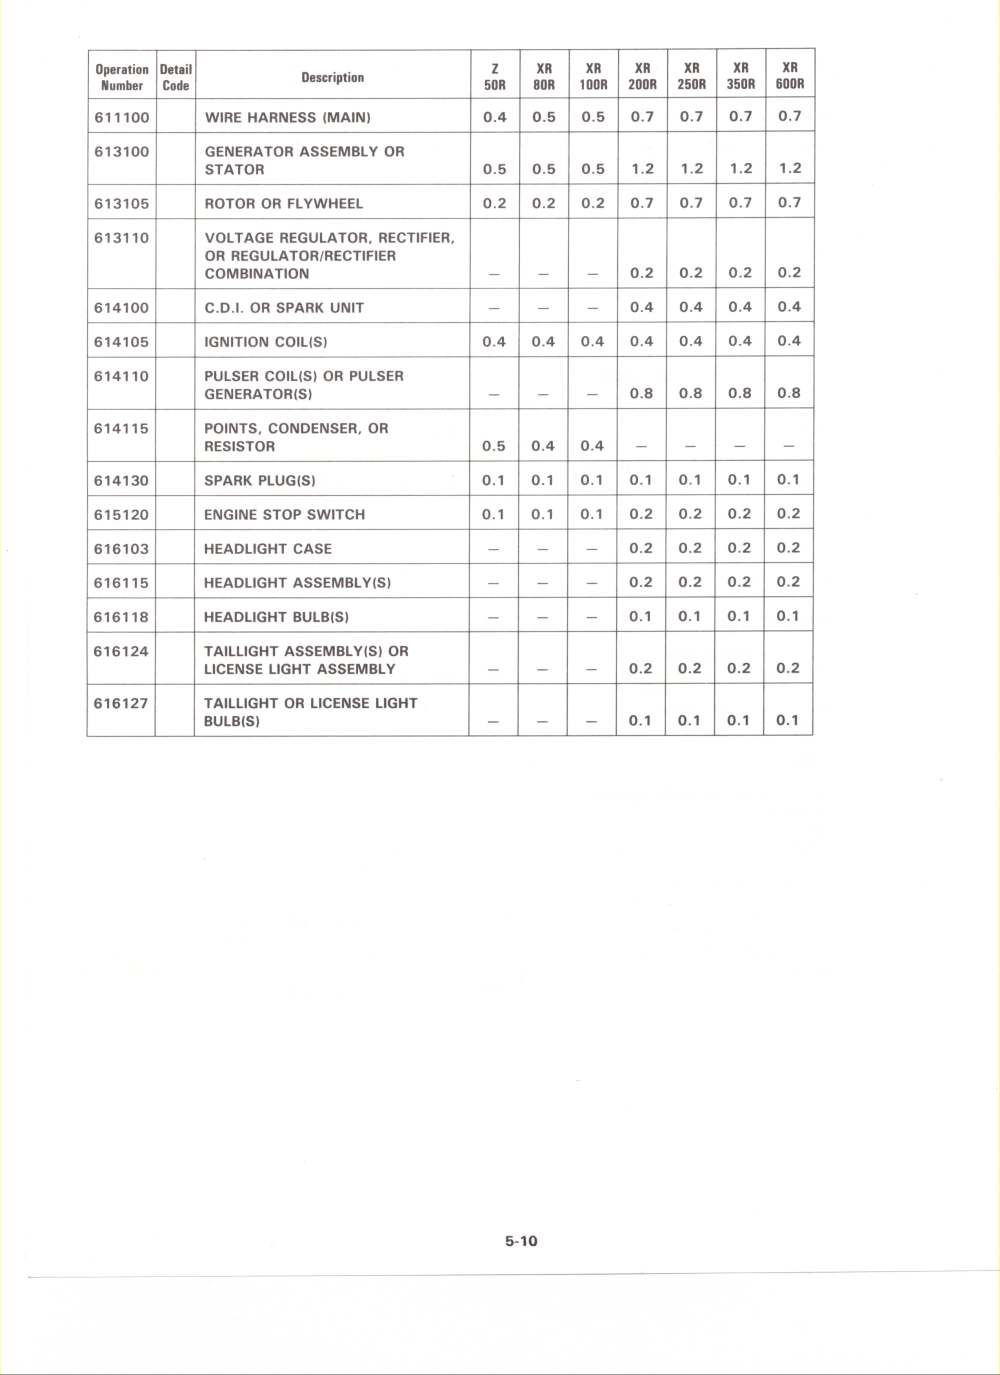 Operation Number Detail Code Description Z 50R XR 80R XR 100R XR 200R XR 250R XR 350R XR 600R
611100 WIRE HARNESS (MAIN) 0.4 0.5 0.5 0.7 0.7 0.7 0.7
613100 GENERATOR ASSEMBLY OR
STATOR 0.5 0.5 0.5 1.2 1.2 1.2 1.2
613105 ROTOR OR FLYWHEEL 0.2 0.2 0.2 0.7 0.7 0.7 0.7
613110 VOLTAGE REGULATOR, RECTIFIER,
OR REGULATOR/RECTIFIER
COMBINATION — — — 0.2 0.2 0.2 0.2
614100 C.D.I. OR SPARK UNIT — — — 0.4 0.4 0.4 0.4
614105 IGNITION COIL(S) 0.4 0.4 0.4 0.4 0.4 0.4 0.4
614110 PULSER COIL(S) OR PULSER
GENERATOR(S) — — — 0.8 0.8 0.8 0.8
614115 POINTS, CONDENSER, OR
RESISTOR 0.5 0.4 0.4 — — — —
614130 SPARK PLUG(S) 0.1 0.1 0.1 0.1 0.1 0.1 0.1
615120 ENGINE STOP SWITCH 0.1 0.1 0.1 0.2 0.2 0.2 0.2
616103 HEADLIGHT CASE — — — 0.2 0.2 0.2 0.2
616115 HEADLIGHT ASSEMBLY(S) — — — 0.2 0.2 0.2 0.2
616118 HEADLIGHT BULB(S) — — — 0.1 0.1 0.1 0.1
616124 TAILLIGHT ASSEMBLY(S) OR
LICENSE LIGHT ASSEMBLY — — — 0.2 0.2 0.2 0.2
616127 TAILLIGHT OR LICENSE LIGHT
BULB(S) — — — 0.1 0.1 0.1 0.1
5-10